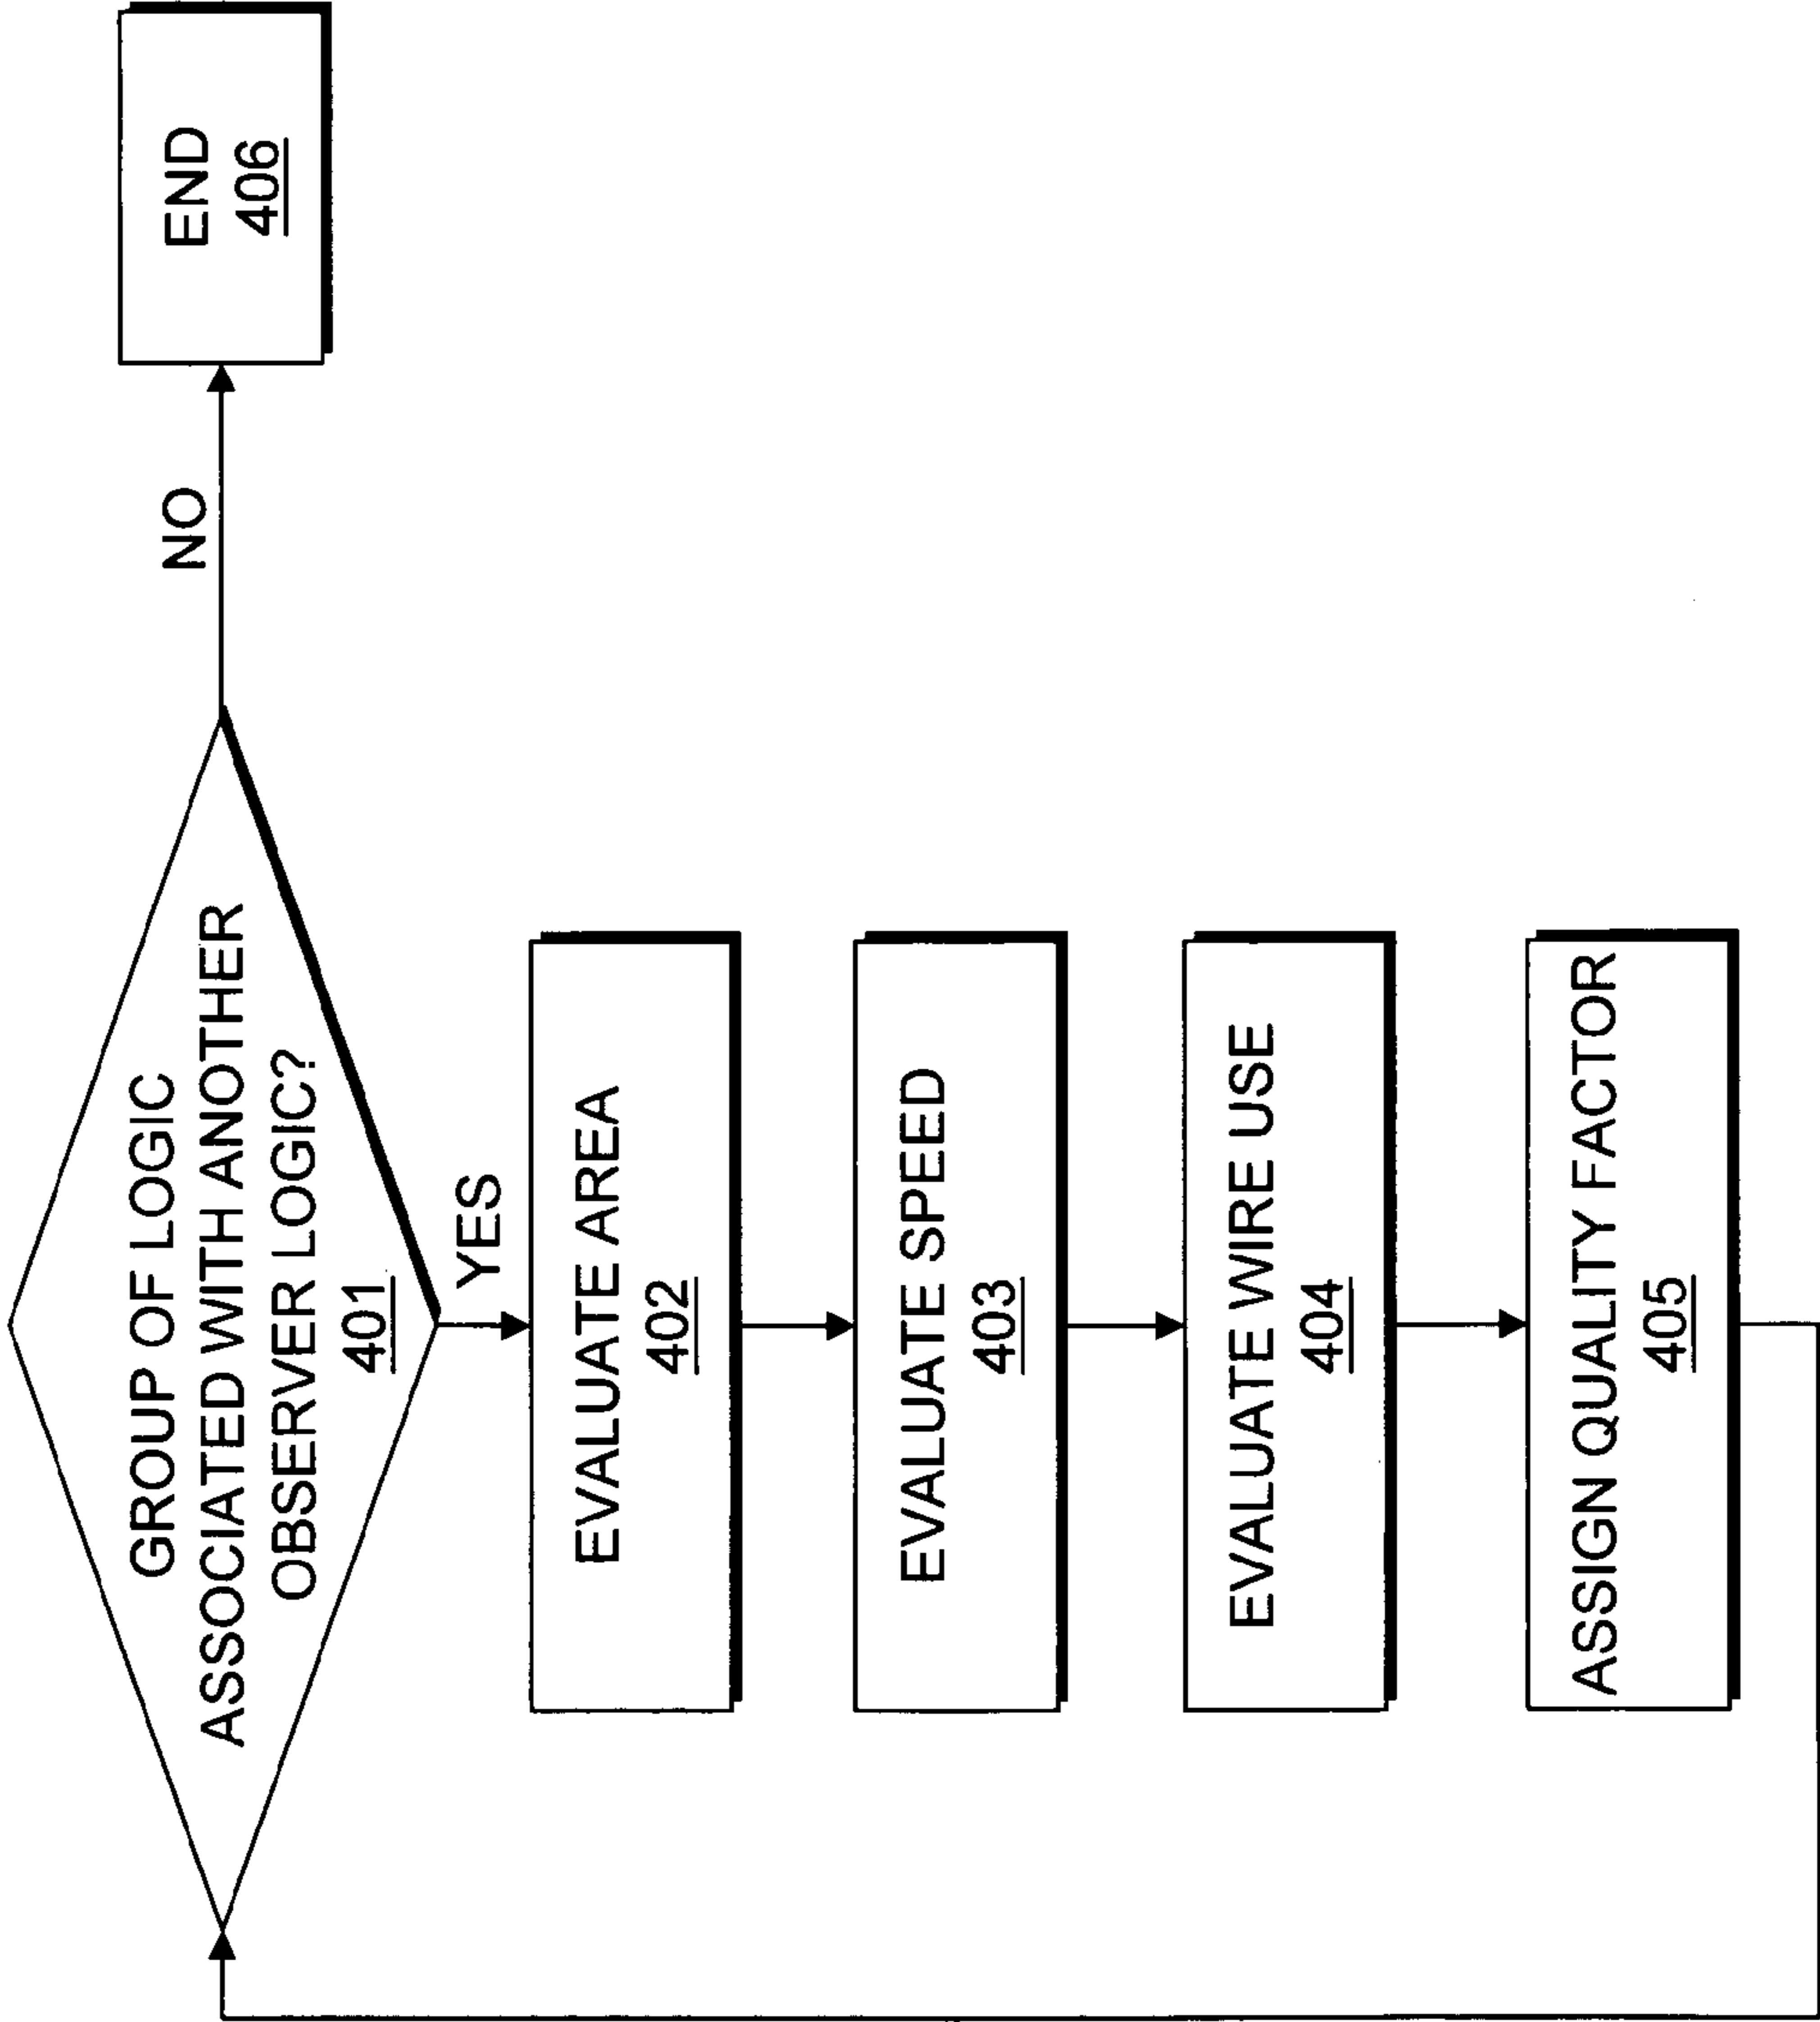 GROUP OF LOGIC
ASSOCIATED WITH ANOTHER
OBSERVER LOGIC?
401
NO
END
406
YES
EVALUATE AREA
402
EVALUATE SPEED
403
EVALUATE WIRE USE
404
ASSIGN QUALITY FACTOR
405